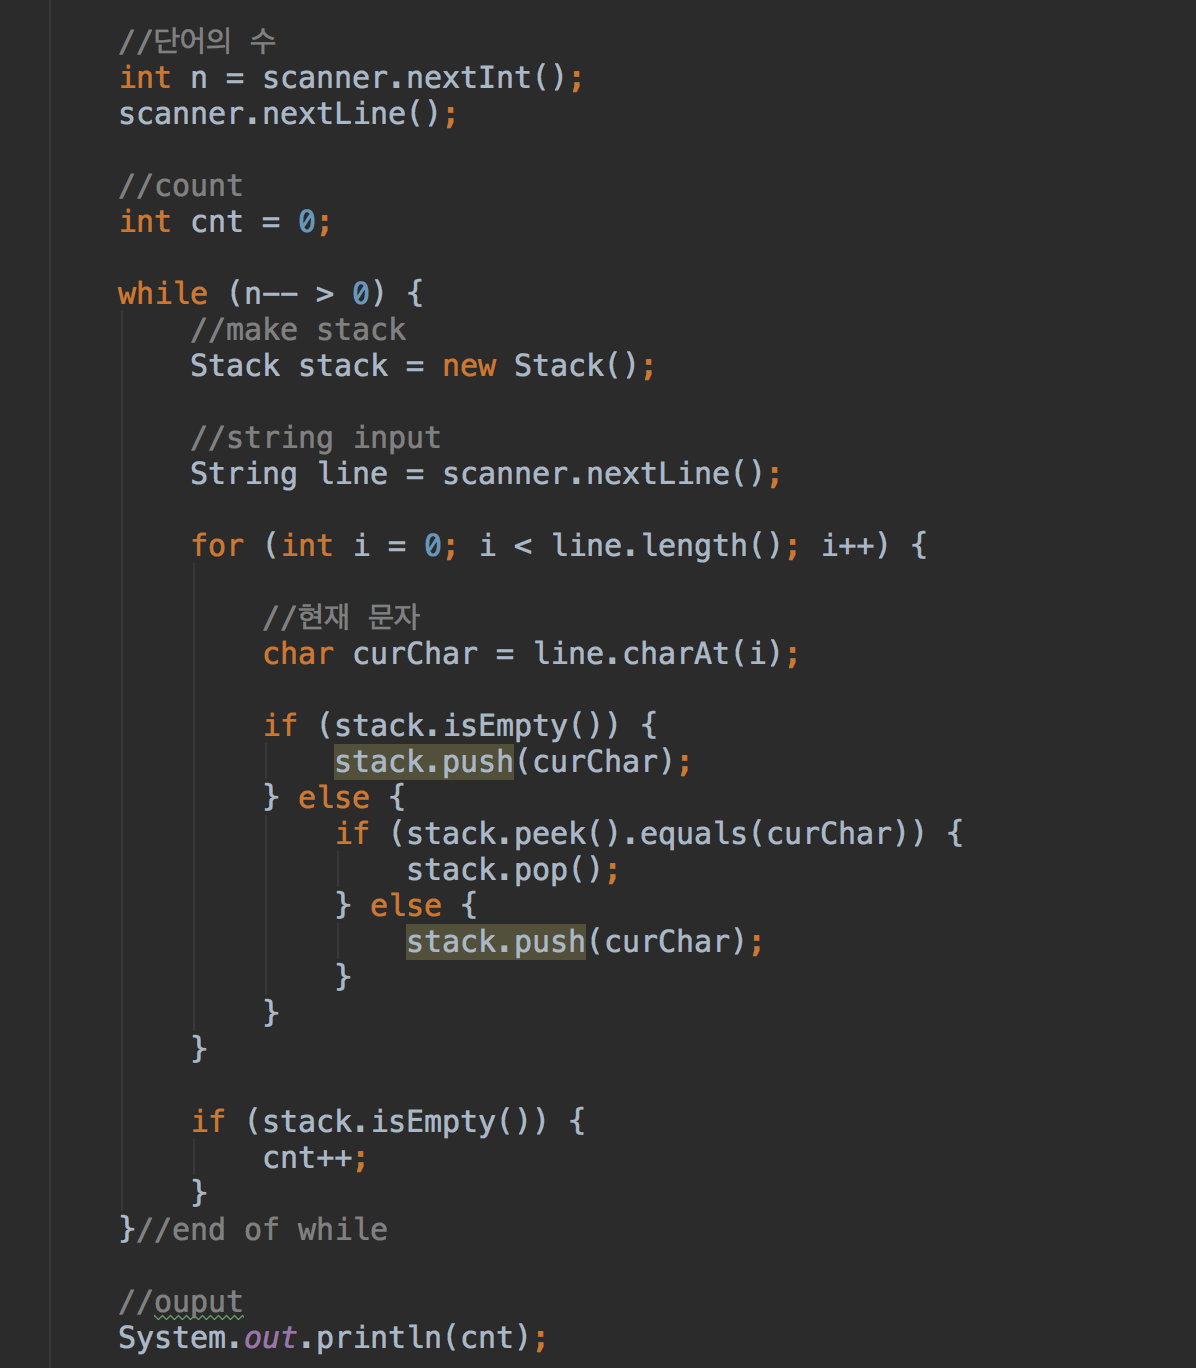 //단어의 수
int n = scanner.nextInt();
scanner.nextLine();
//count
int cnt = 0;
while (n-- > 0) {
//make stack
Stack stack = new Stack();
//string input
String line = scanner.nextLine();
for (int i = 0; i < line.length(); i++) {
//현재 문자
char curChar = line.charAt(i);
if (stack.isEmpty()) {
stack.push(curChar);
} else {
if (stack.peek().equals(curChar)) {
stack.pop();
} else {
stack.push(curChar);
}
}
}
if (stack.isEmpty()) {
cnt++;
}
}//end of while
//ouput
System.out.println(cnt);